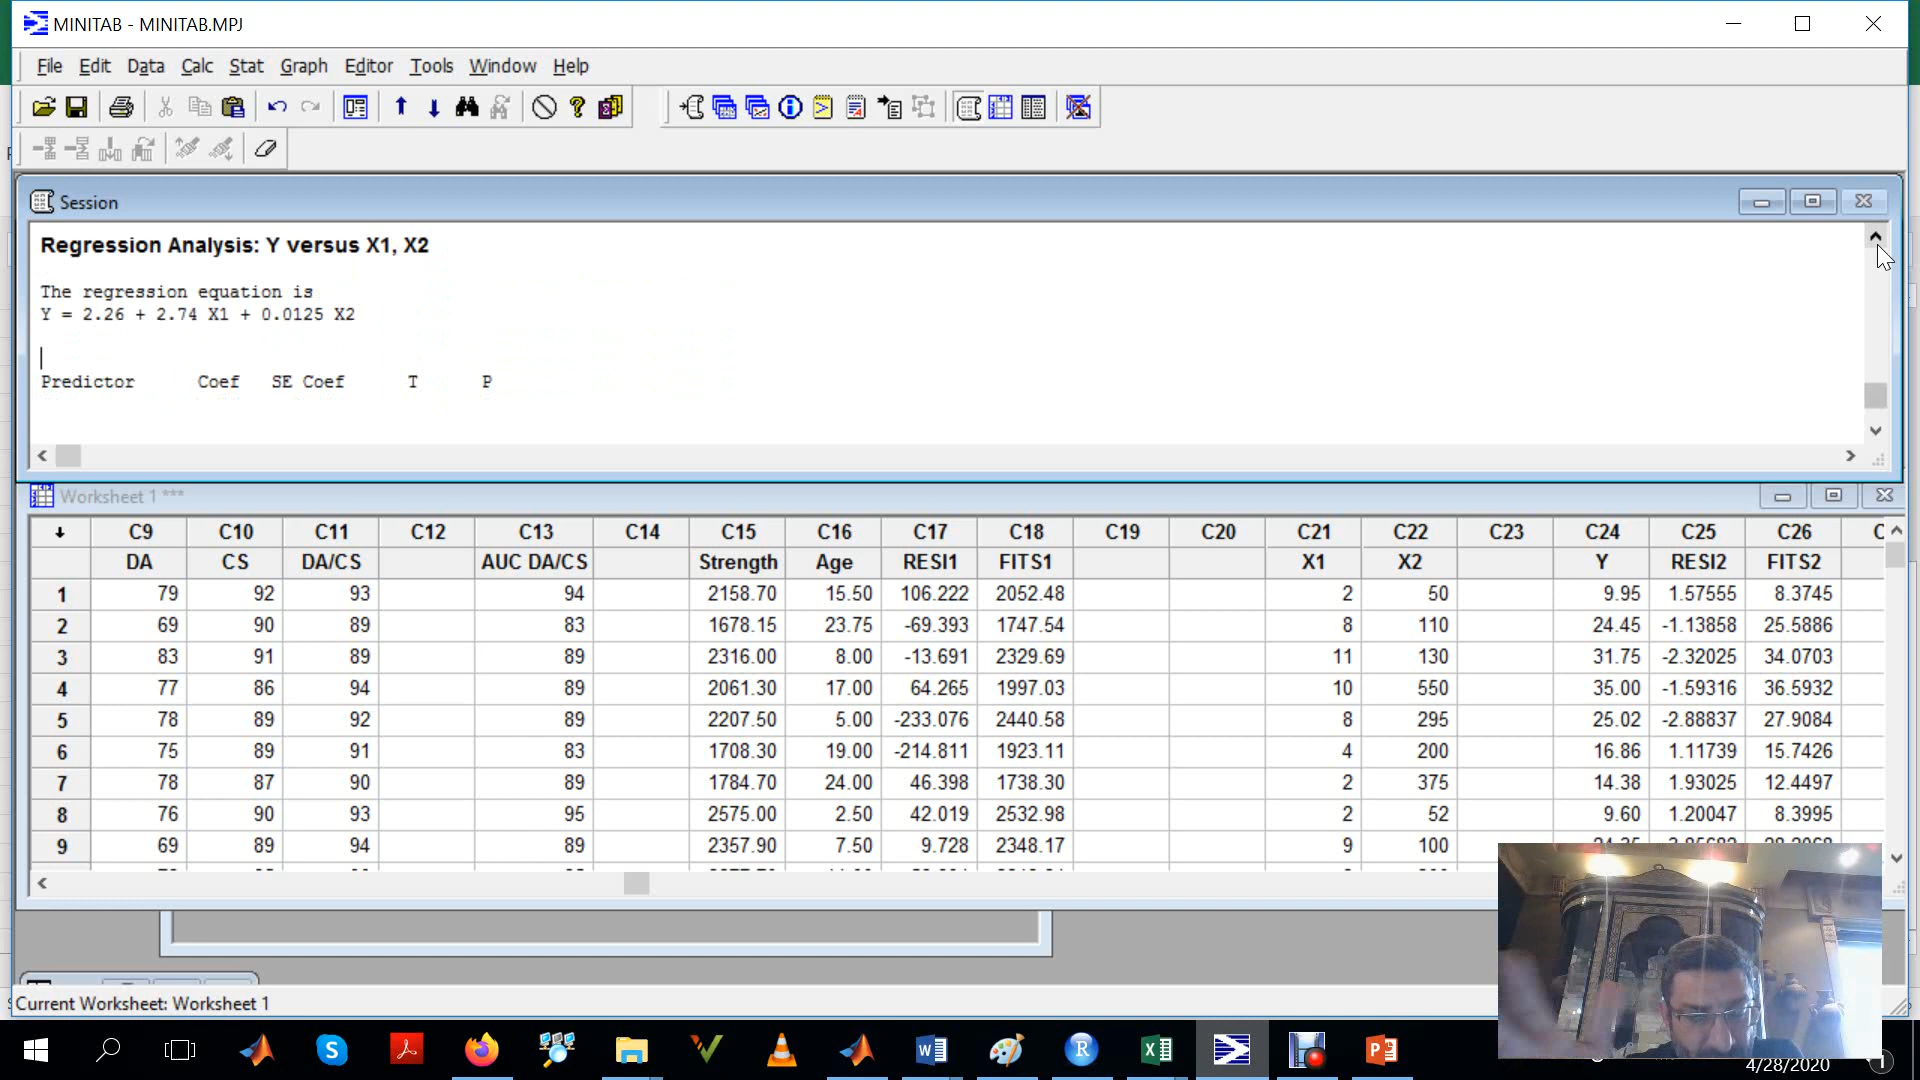 MINITAB - MINITAB.MPJ
File Edit Data Calc Stat Graph Editor Tools Window Help
Session
Regression Analysis: Y versus X1, X2
The regression equation is
Y = 2.26 + 2.74 X1 + 0.0125 X2
Predictor Coef SE Coef T P
Worksheet 1 ***
C9 C10 C11 C12 C13 C14 C15 C16 C17 C18 C19 C20 C21 C22 C23 C24 C25 C26
DA CS DA/CS AUC DA/CS Strength Age RESI1 FITS1 X1 X2 Y RESI2 FITS2
1 79 92 93 94 2158.70 15.50 106.222 2052.48 2 50 9.95 1.57555 8.3745
2 69 90 89 83 1678.15 23.75 -69.393 1747.54 8 110 24.45 -1.13858 25.5886
3 83 91 89 89 2316.00 8.00 -13.691 2329.69 11 130 31.75 -2.32025 34.0703
4 77 86 94 89 2061.30 17.00 64.265 1997.03 10 550 35.00 -1.59316 36.5932
5 78 89 92 89 2207.50 5.00 -233.076 2440.58 8 295 25.02 -2.88837 27.9084
6 75 89 91 83 1708.30 19.00 -214.811 1923.11 4 200 16.86 1.11739 15.7426
7 78 87 90 89 1784.70 24.00 46.398 1738.30 2 375 14.38 1.93025 12.4497
8 76 90 93 95 2575.00 2.50 42.019 2532.98 2 52 9.60 1.20047 8.3995
9 69 89 94 89 2357.90 7.50 9.728 2348.17 9 100
Current Worksheet: Worksheet 1
4/28/2020